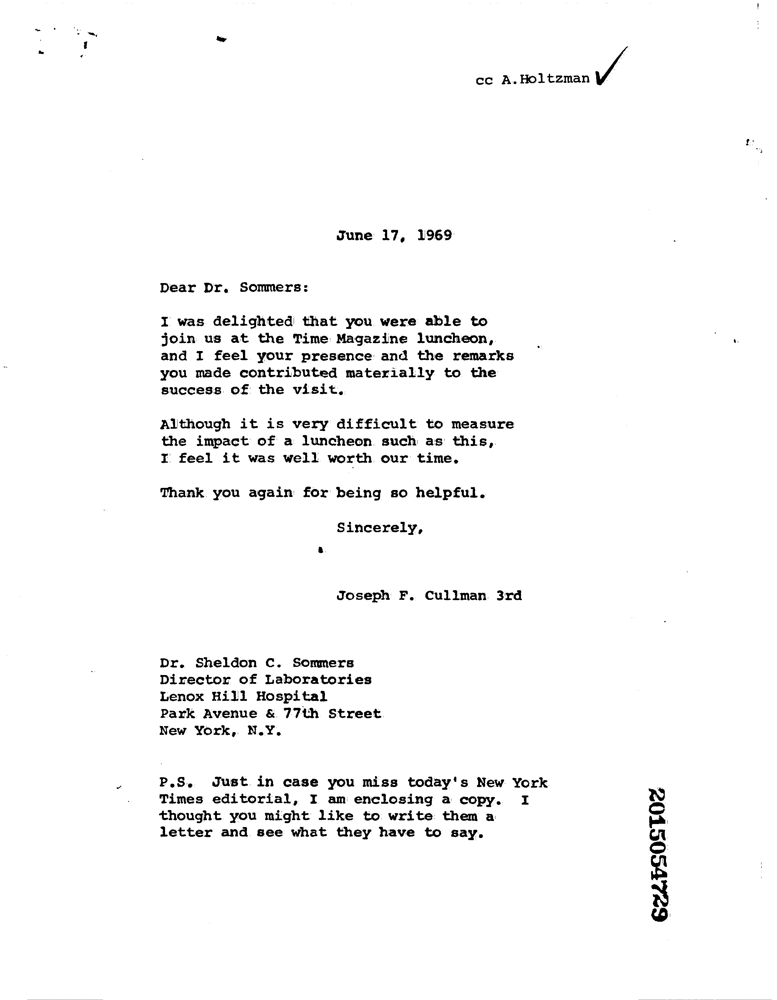 cc A.Holtzman
June 17, 1969
Dear Dr. Sommers:
I was delighted that you were able to
join us at the Time Magazine luncheon,
and I feel your presence and the remarks
you made contributed materially to the
success of the visit.
Although it is very difficult to measure
the impact of a luncheon such as this,
I feel it was well worth our time.
Thank you again for being so helpful.
Sincerely,
Joseph F. Cullman 3rd
Dr. Sheldon C. Sommers
Director of Laboratories
Lenox Hill Hospital
Park Avenue & 77th Street
New York, N.Y.
P.S. Just in case you miss today's New York
Times editorial, I am enclosing a copy. I
thought you might like to write them a
letter and see what they have to say.
2015054729